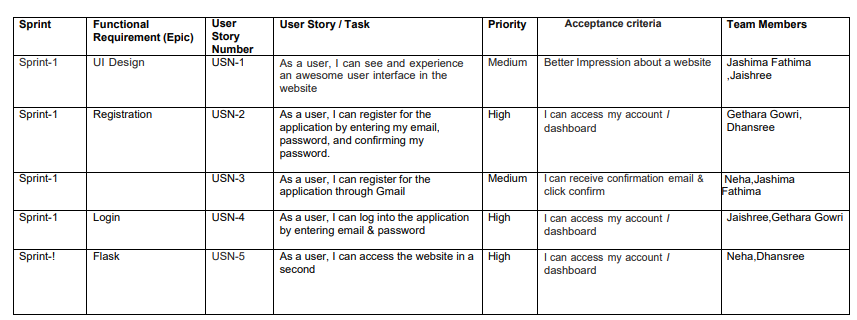 Sprint Functional Requirement (Epic) User Story Number User Story / Task Priority Acceptance criteria Team Members
Sprint-1 UI Design USN-1 As a user, I can see and experience Medium Better Impression about a website Jashima Fathima
an awesome user interface in the ,Jaishree
website
Sprint-1 Registration USN-2 As a user, I can register for the High I can access my account / Gethara Gowri,
application by entering my email, dashboard Dhansree
password, and confirming my
password.
Sprint-1 USN-3 As a user, I can register for the Medium I can receive confirmation email & Neha,Jashima
application through Gmail click confirm Fathima
Sprint-1 Login USN-4 As a user, I can log into the application High I can access my account / Jaishree,Gethara Gowri
by entering email & password dashboard
Sprint-! Flask USN-5 As a user, I can access the website in a High I can access my account / Neha,Dhansree
second dashboard